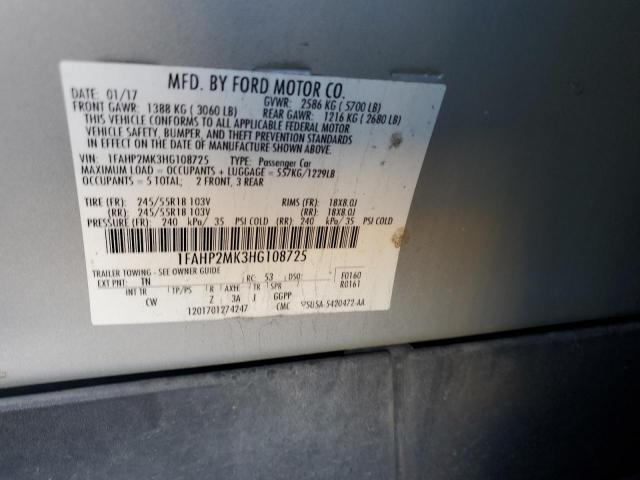 MFD. BY FORD MOTOR CO.
DATE: 01/17 GVWR: 2586 KG ( 5700 LB)
FRONT GAWR: 1388 KG ( 3060 LB) REAR GAWR: 1216 KG ( 2680 LB)
THIS VEHICLE CONFORMS TO ALL APPLICABLE FEDERAL MOTOR
VEHICLE SAFETY, BUMPER, AND THEFT PREVENTION STANDARDS
IN EFFECT ON THE DATE OF MANUFACTURE SHOWN ABOVE.
VIN: 1FAHP2MK3HG108725 TYPE: Passenger Car
MAXIMUM LOAD = OCCUPANTS + LUGGAGE = 557KG/1229LB
OCCUPANTS = 5 TOTAL, 2 FRONT, 3 REAR
TIRE (FR): 245/55R18 103V RIMS (FR): 18X8.0J
(RR): 245/55R18 103V (RR): 18X8.0J
PRESSURE (FR): 240 kPa/ 35 PSI COLD (RR): 240 kPa/ 35 PSI COLD
1FAHP2MK3HG108725
TRAILER TOWING - SEE OWNER GUIDE
EXT PNT: TN RC: 53 DSO: F0160
R0161
INT TR TP/PS R AXLE TR SPR
CW Z 3A J GGPP
1201701274247 CMC 5U5A-5420472-AA